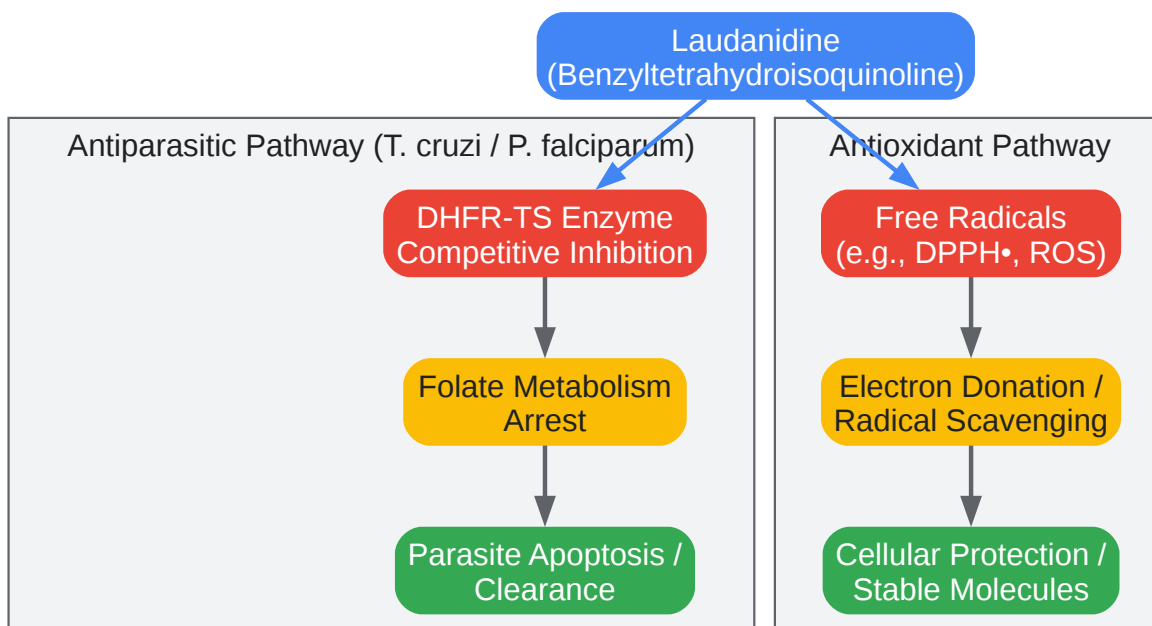 Laudanidine
(Benzyltetrahydroisoquinoline)
Antiparasitic Pathway (T. cruzi / P. falciparum)
DHFR-TS Enzyme
Competitive Inhibition
Folate Metabolism
Arrest
Parasite Apoptosis /
Clearance
Antioxidant Pathway
Free Radicals
(e.g., DPPH•, ROS)
Electron Donation /
Radical Scavenging
Cellular Protection /
Stable Molecules